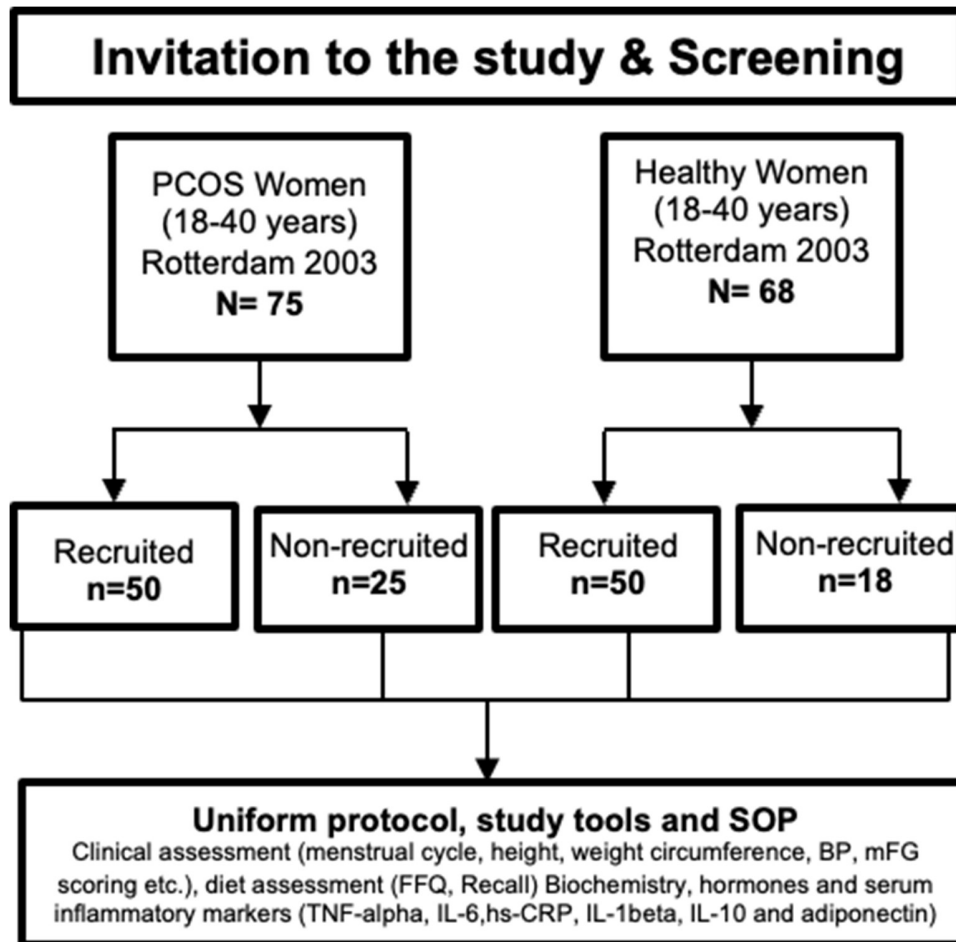 Invitation to the study & Screening
PCOS Women
(18-40 years)
Rotterdam 2003
N= 75
Healthy Women
(18-40 years)
Rotterdam 2003
N= 68
Recruited
n=50
Non-recruited
n=25
Recruited
n=50
Non-recruited
n=18
Uniform protocol, study tools and SOP
Clinical assessment (menstrual cycle, height, weight circumference, BP, mFG
scoring etc.), diet assessment (FFQ, Recall) Biochemistry, hormones and serum
inflammatory markers (TNF-alpha, IL-6,hs-CRP, IL-1beta, IL-10 and adiponectin)